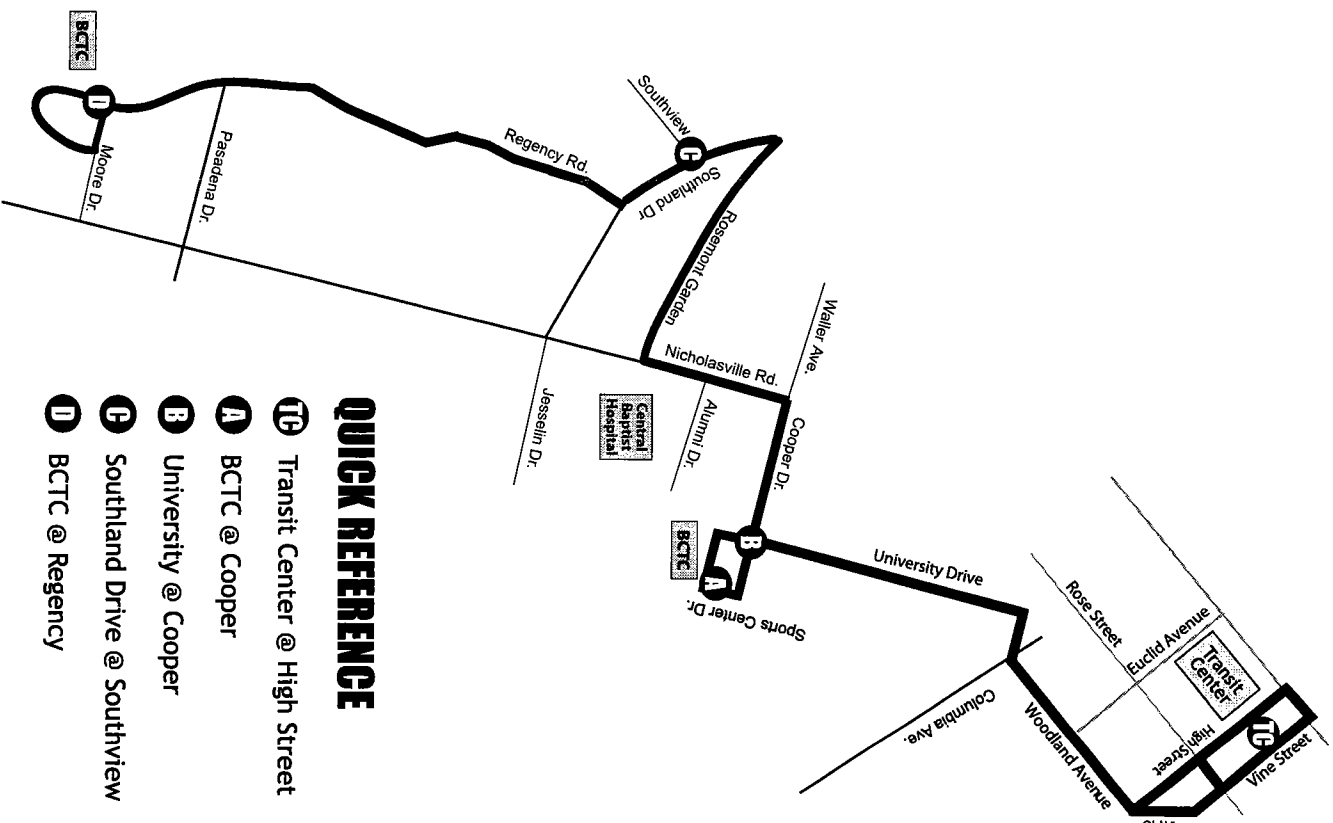 BCTC
D
Moore Dr.
Pasadena Dr.
Regency Rd.
Southview
C
Southland Dr
Rosemont Garden
Waller Ave.
Nicholasville Rd.
Jesselin Dr.
Central
Baptist
Hospital
Alumni Dr.
Cooper Dr.
BCTC
B
A
Sports Center Dr.
University Drive
Columbia Ave.
Woodland Avenue
Rose Street
Euclid Avenue
Transit
Center
High Street
TC
Vine Street
QUICK REFERENCE
TC Transit Center @ High Street
A BCTC @ Cooper
B University @ Cooper
C Southland Drive @ Southview
D BCTC @ Regency